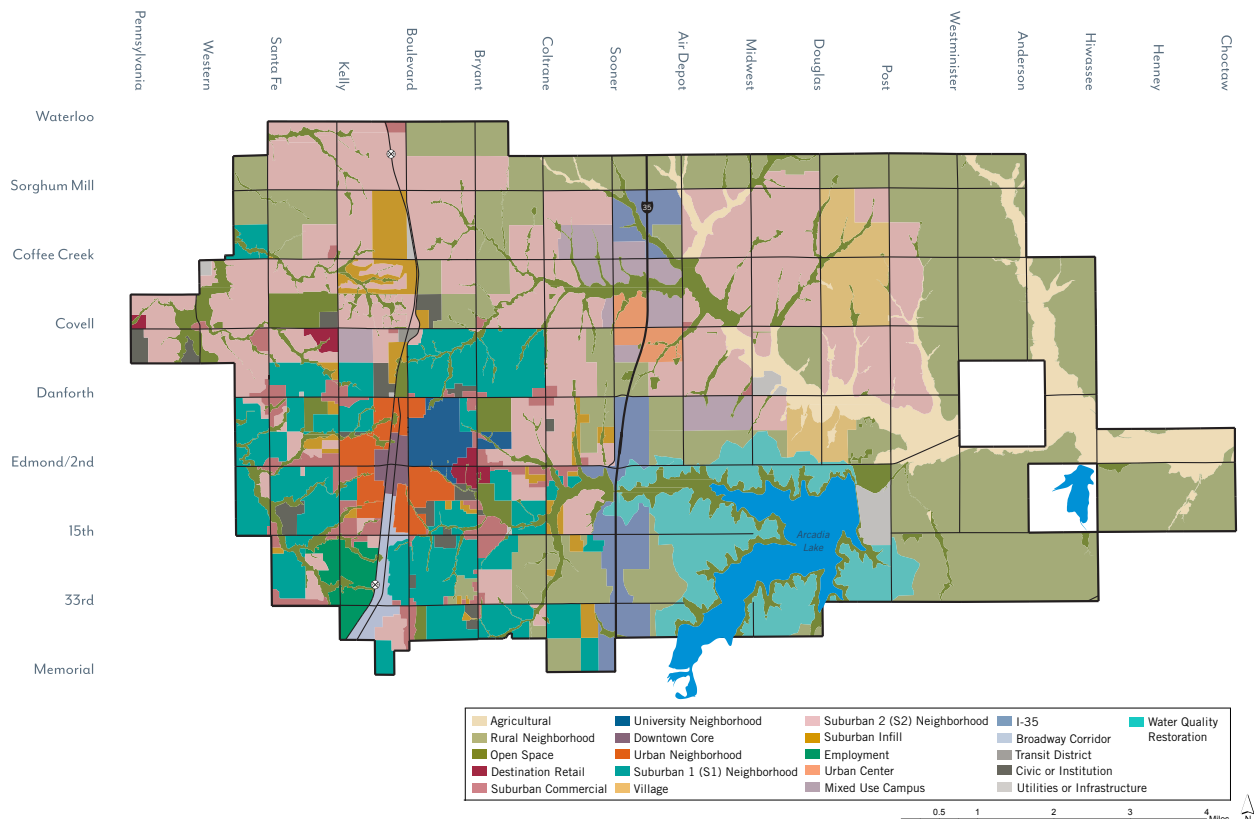 Pennsylvania
Western
Santa Fe
Kelly
Boulevard
Bryant
Coltrane
Sooner
Air Depot
Midwest
Douglas
Post
Westminister
Anderson
Hiwassee
Henney
Choctaw
Waterloo
Sorghum Mill
Coffee Creek
Covell
Danforth
Edmond/2nd
15th
33rd
Memorial
35
Arcadia
Lake
Agricultural
Rural Neighborhood
Open Space
Destination Retail
Suburban Commercial
University Neighborhood
Downtown Core
Urban Neighborhood
Suburban 1 (S1) Neighborhood
Village
Suburban 2 (S2) Neighborhood
Suburban Infill
Employment
Urban Center
Mixed Use Campus
I-35
Broadway Corridor
Transit District
Civic or Institution
Utilities or Infrastructure
Water Quality
Restoration
0.5 1 2 3 4
Miles
N